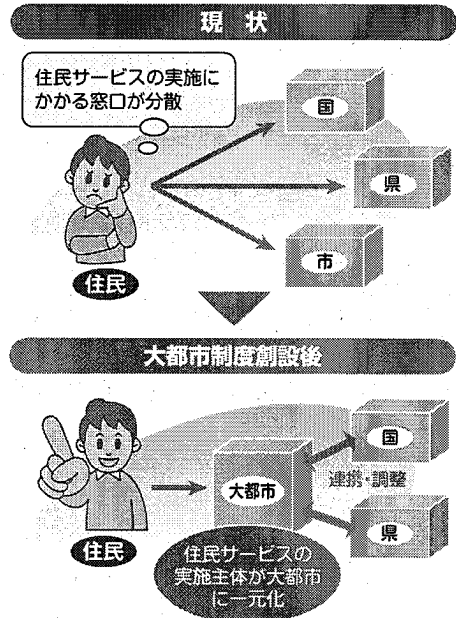 現状
住民サービスの実施に
かかる窓口が分散
国
県
市
住民
大都市制度創設後
国
大都市
連携・調整
県
住民
住民サービスの
実施主体が大都市
に一元化